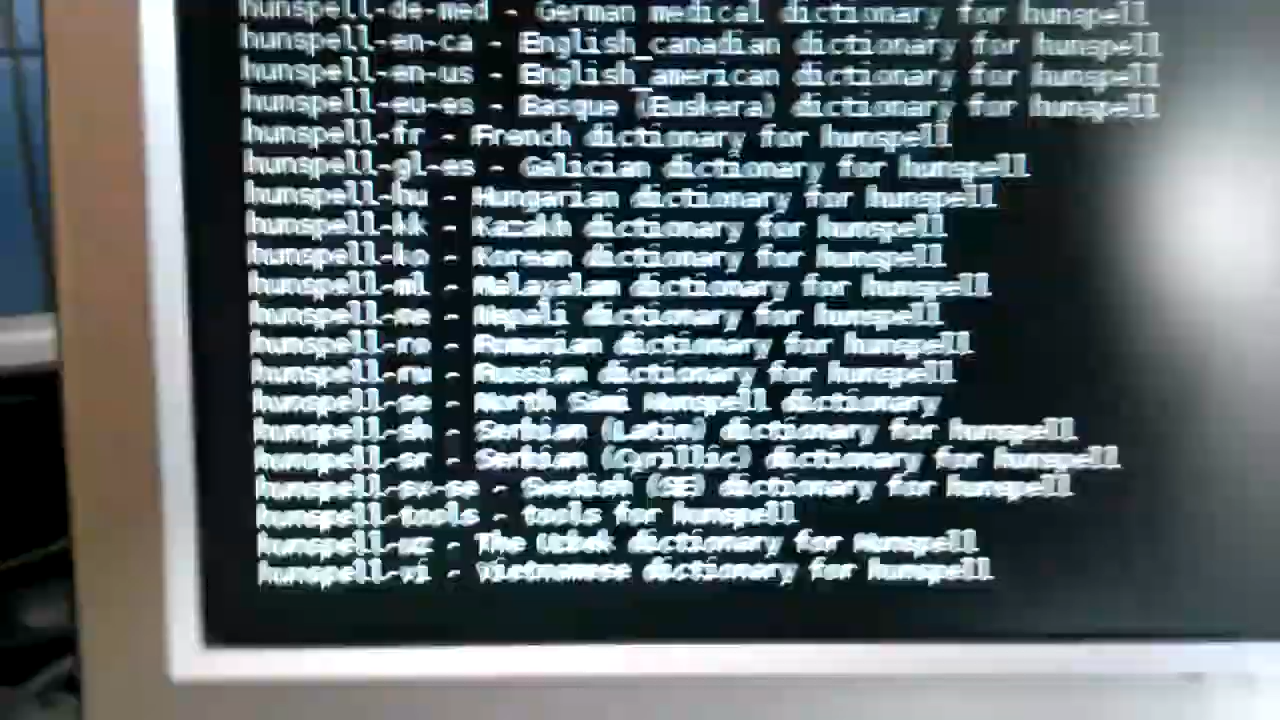 hunspell-de-med - German medical dictionary for hunspell
hunspell-en-ca - English_canadian dictionary for hunspell
hunspell-en-us - English_american dictionary for hunspell
hunspell-eu-es - Basque (Euskera) dictionary for hunspell
hunspell-fr - French dictionary for hunspell
hunspell-gl-es - Galician dictionary for hunspell
hunspell-hu - Hungarian dictionary for hunspell
hunspell-kk - Kazakh dictionary for hunspell
hunspell-ko - Korean dictionary for hunspell
hunspell-ml - Malayalam dictionary for hunspell
hunspell-ne - Nepali dictionary for hunspell
hunspell-ro - Romanian dictionary for hunspell
hunspell-ru - Russian dictionary for hunspell
hunspell-se - North Sámi Hunspell dictionary
hunspell-sh - Serbian (Latin) dictionary for hunspell
hunspell-sr - Serbian (Cyrillic) dictionary for hunspell
hunspell-sv-se - Swedish (SE) dictionary for hunspell
hunspell-tools - tools for hunspell
hunspell-uz - The Uzbek dictionary for Hunspell
hunspell-vi - Vietnamese dictionary for hunspell